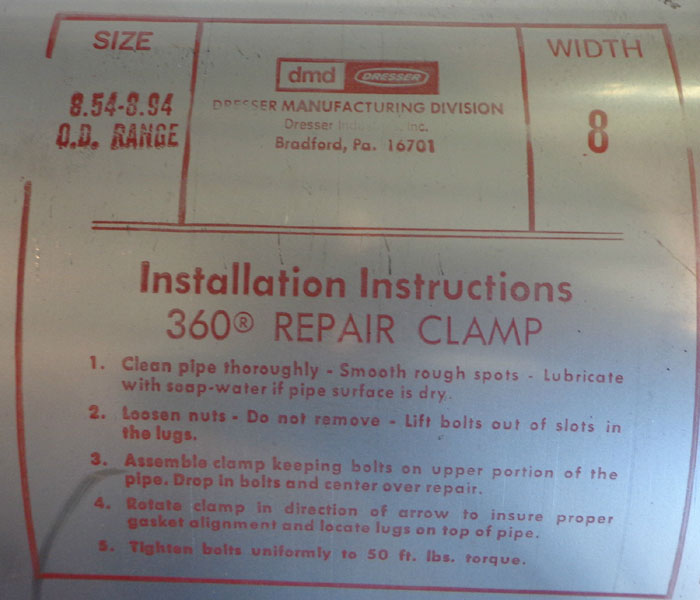 SIZE
8.54-8.94
O.D. RANGE
dmd DRESSER
DRESSER MANUFACTURING DIVISION
Dresser Industries, Inc.
Bradford, Pa. 16701
WIDTH
8
Installation Instructions
360® REPAIR CLAMP
1. Clean pipe thoroughly - Smooth rough spots - Lubricate
with soap-water if pipe surface is dry.
2. Loosen nuts - Do not remove - Lift bolts out of slots in
the lugs.
3. Assemble clamp keeping bolts on upper portion of the
pipe. Drop in bolts and center over repair.
4. Rotate clamp in direction of arrow to insure proper
gasket alignment and locate lugs on top of pipe.
5. Tighten bolts uniformly to 50 ft. lbs. torque.